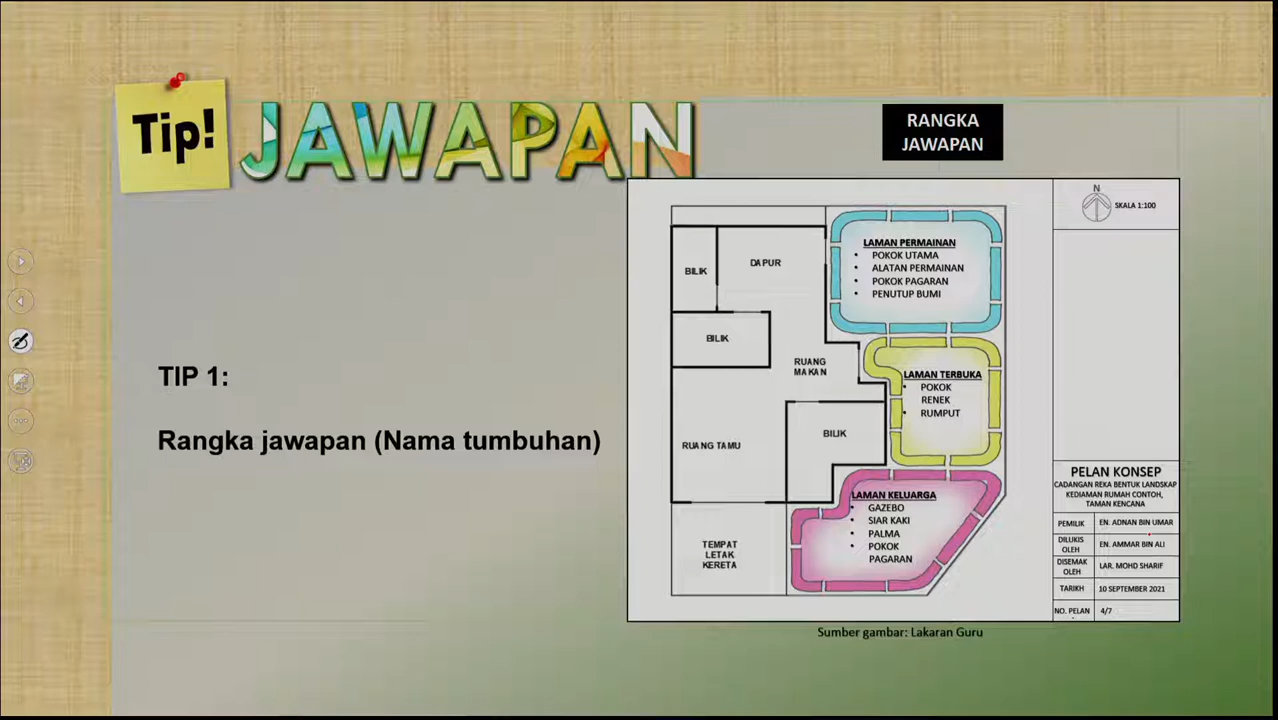 Tip!
JAWAPAN
RANGKA
JAWAPAN
TIP 1:
Rangka jawapan (Nama tumbuhan)
BILIK
DAPUR
BILIK
RUANG
MAKAN
RUANG TAMU
BILIK
TEMPAT
LETAK
KERETA
LAMAN PERMAINAN
• POKOK UTAMA
• ALATAN PERMAINAN
• POKOK PAGARAN
• PENUTUP BUMI
LAMAN TERBUKA
• POKOK
RENEK
• RUMPUT
LAMAN KELUARGA
• GAZEBO
• SIAR KAKI
• PALMA
• POKOK
PAGARAN
N
SKALA 1:100
PELAN KONSEP
CADANGAN REKA BENTUK LANDSKAP
KEDIAMAN RUMAH CONTOH,
TAMAN KENCANA
PEMILIK EN. ADNAN BIN UMAR
DILUKIS
OLEH EN. AMMAR BIN ALI
DISEMAK
OLEH LAR. MOHD SHARIF
TARIKH 10 SEPTEMBER 2021
NO. PELAN 4/7
Sumber gambar: Lakaran Guru